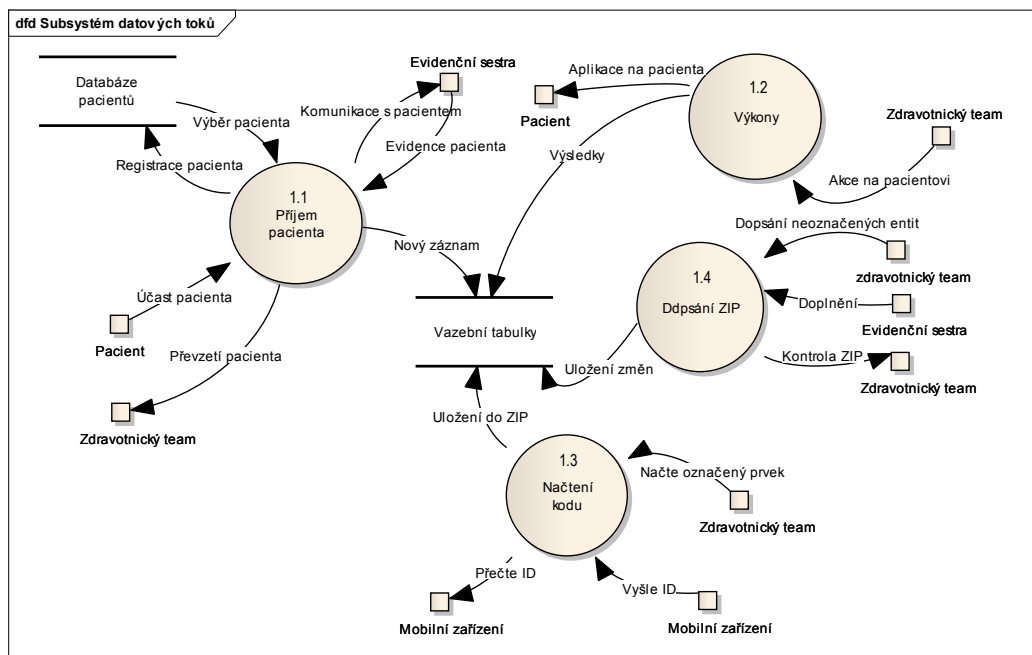 dfd Subsystém datových toků
Databáze
pacientů
Výběr pacienta
Registrace pacienta
Evidenční sestra
Komunikace s pacientem
Evidence pacienta
1.1
Příjem
pacienta
Účast pacienta
Pacient
Převzetí pacienta
Zdravotnický team
Nový záznam
Aplikace na pacienta
Pacient
Výsledky
1.2
Výkony
Zdravotnický team
Akce na pacientovi
Vazební tabulky
Dopsání neoznačených entit
zdravotnický team
1.4
Ddpsání ZIP
Doplnění
Evidenční sestra
Kontrola ZIP
Zdravotnický team
Uložení změn
Uložení do ZIP
1.3
Načtení
kodu
Načte označený prvek
Zdravotnický team
Přečte ID
Mobilní zařízení
Vyšle ID
Mobilní zařízení